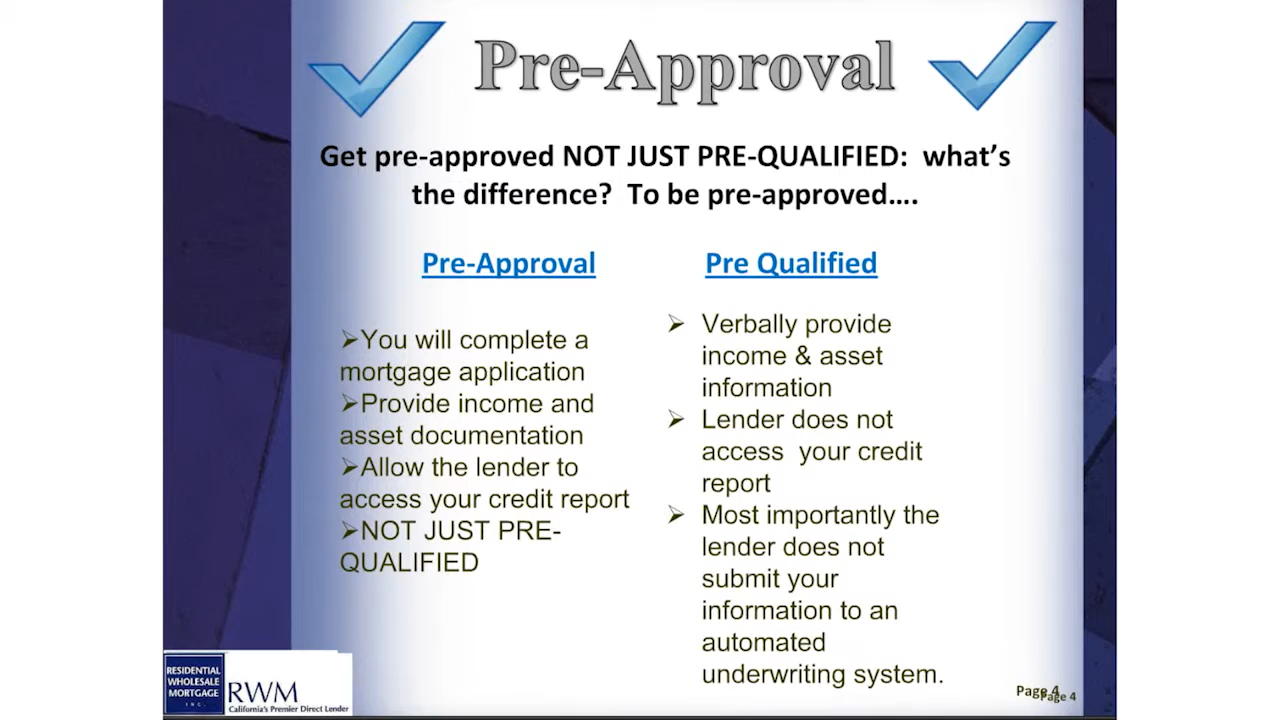 Pre-Approval
Get pre-approved NOT JUST PRE-QUALIFIED:  what's
the difference?  To be pre-approved....
Pre-Approval
➢You will complete a
mortgage application
➢Provide income and
asset documentation
➢Allow the lender to
access your credit report
➢NOT JUST PRE-
QUALIFIED
Pre Qualified
➢ Verbally provide
income & asset
information
➢ Lender does not
access  your credit
report
➢ Most importantly the
lender does not
submit your
information to an
automated
underwriting system.
RESIDENTIAL
WHOLESALE
MORTGAGE
INC.
RWM
California's Premier Direct Lender
Page 4
Page 4